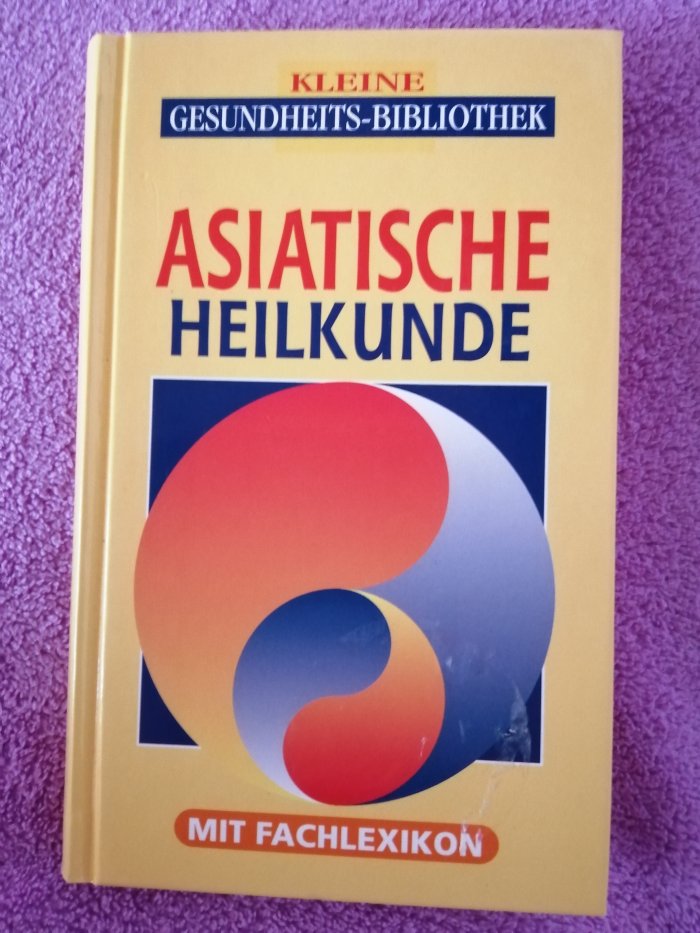 KLEINE
GESUNDHEITS-BIBLIOTHEK
ASIATISCHE
HEILKUNDE
MIT FACHLEXIKON